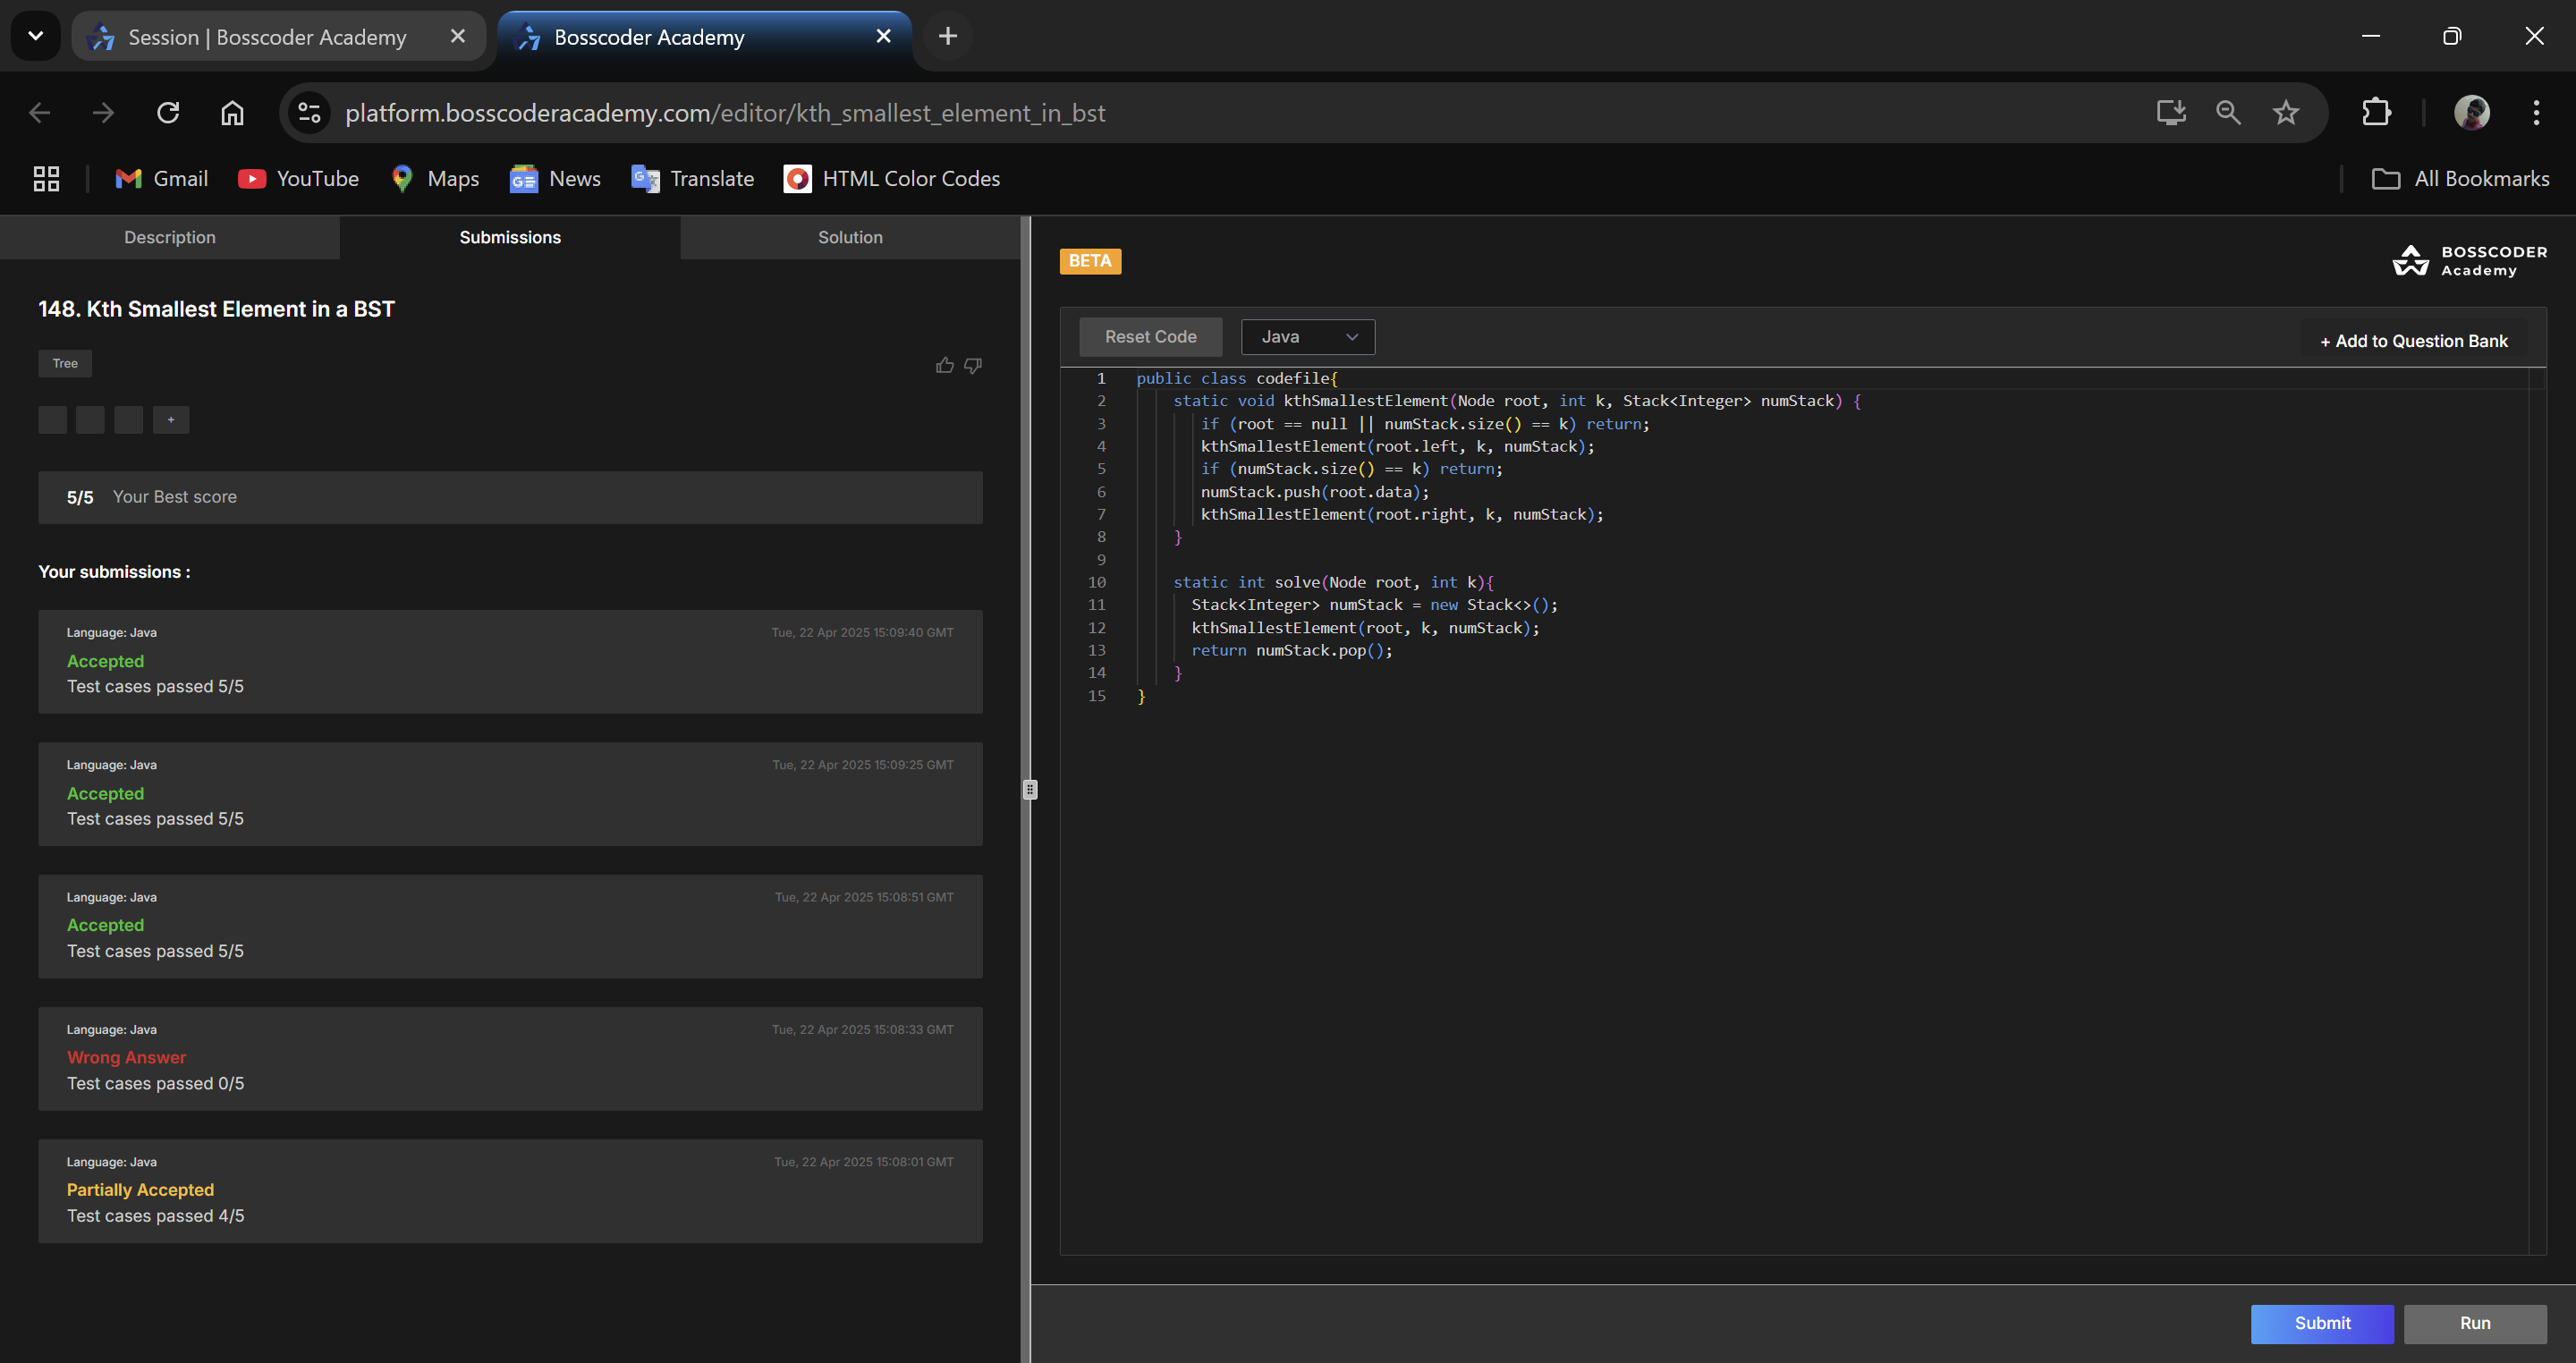 Session | Bosscoder Academy
Bosscoder Academy
platform.bosscoderacademy.com/editor/kth_smallest_element_in_bst
Gmail
YouTube
Maps
News
Translate
HTML Color Codes
All Bookmarks
Description
Submissions
Solution
148. Kth Smallest Element in a BST
Tree
+
5/5 Your Best score
Your submissions :
Language: Java
Tue, 22 Apr 2025 15:09:40 GMT
Accepted
Test cases passed 5/5
Language: Java
Tue, 22 Apr 2025 15:09:25 GMT
Accepted
Test cases passed 5/5
Language: Java
Tue, 22 Apr 2025 15:08:51 GMT
Accepted
Test cases passed 5/5
Language: Java
Tue, 22 Apr 2025 15:08:33 GMT
Wrong Answer
Test cases passed 0/5
Language: Java
Tue, 22 Apr 2025 15:08:01 GMT
Partially Accepted
Test cases passed 4/5
BETA
BOSSCODER
Academy
Reset Code
Java
+ Add to Question Bank
1 public class codefile{
2 static void kthSmallestElement(Node root, int k, Stack<Integer> numStack) {
3 if (root == null || numStack.size() == k) return;
4 kthSmallestElement(root.left, k, numStack);
5 if (numStack.size() == k) return;
6 numStack.push(root.data);
7 kthSmallestElement(root.right, k, numStack);
8 }
9
10 static int solve(Node root, int k){
11 Stack<Integer> numStack = new Stack<>();
12 kthSmallestElement(root, k, numStack);
13 return numStack.pop();
14 }
15 }
Submit
Run